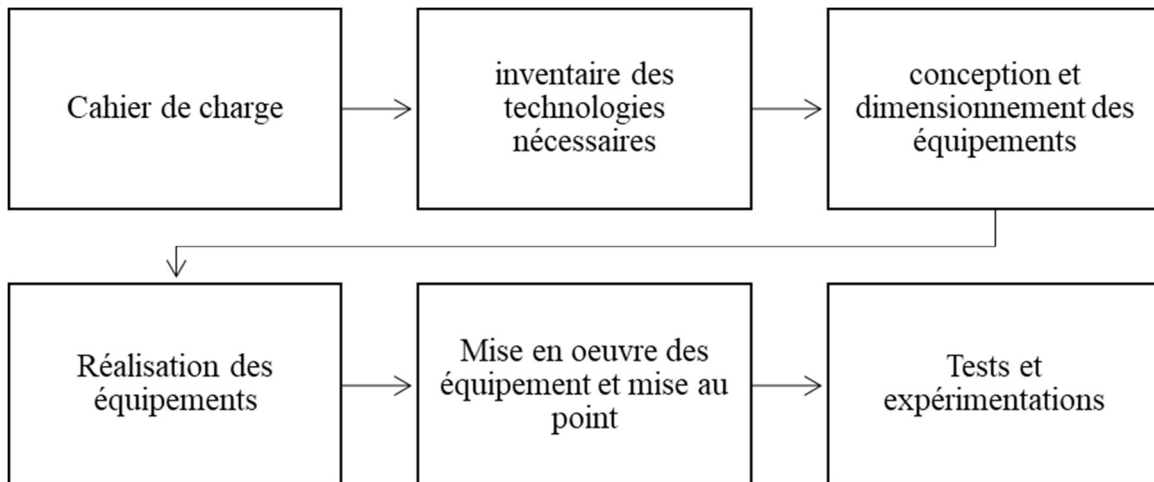 Cahier de charge
inventaire des
technologies
nécessaires
conception et
dimensionnement des
équipements
Réalisation des
équipements
Mise en oeuvre des
équipement et mise au
point
Tests et
expérimentations